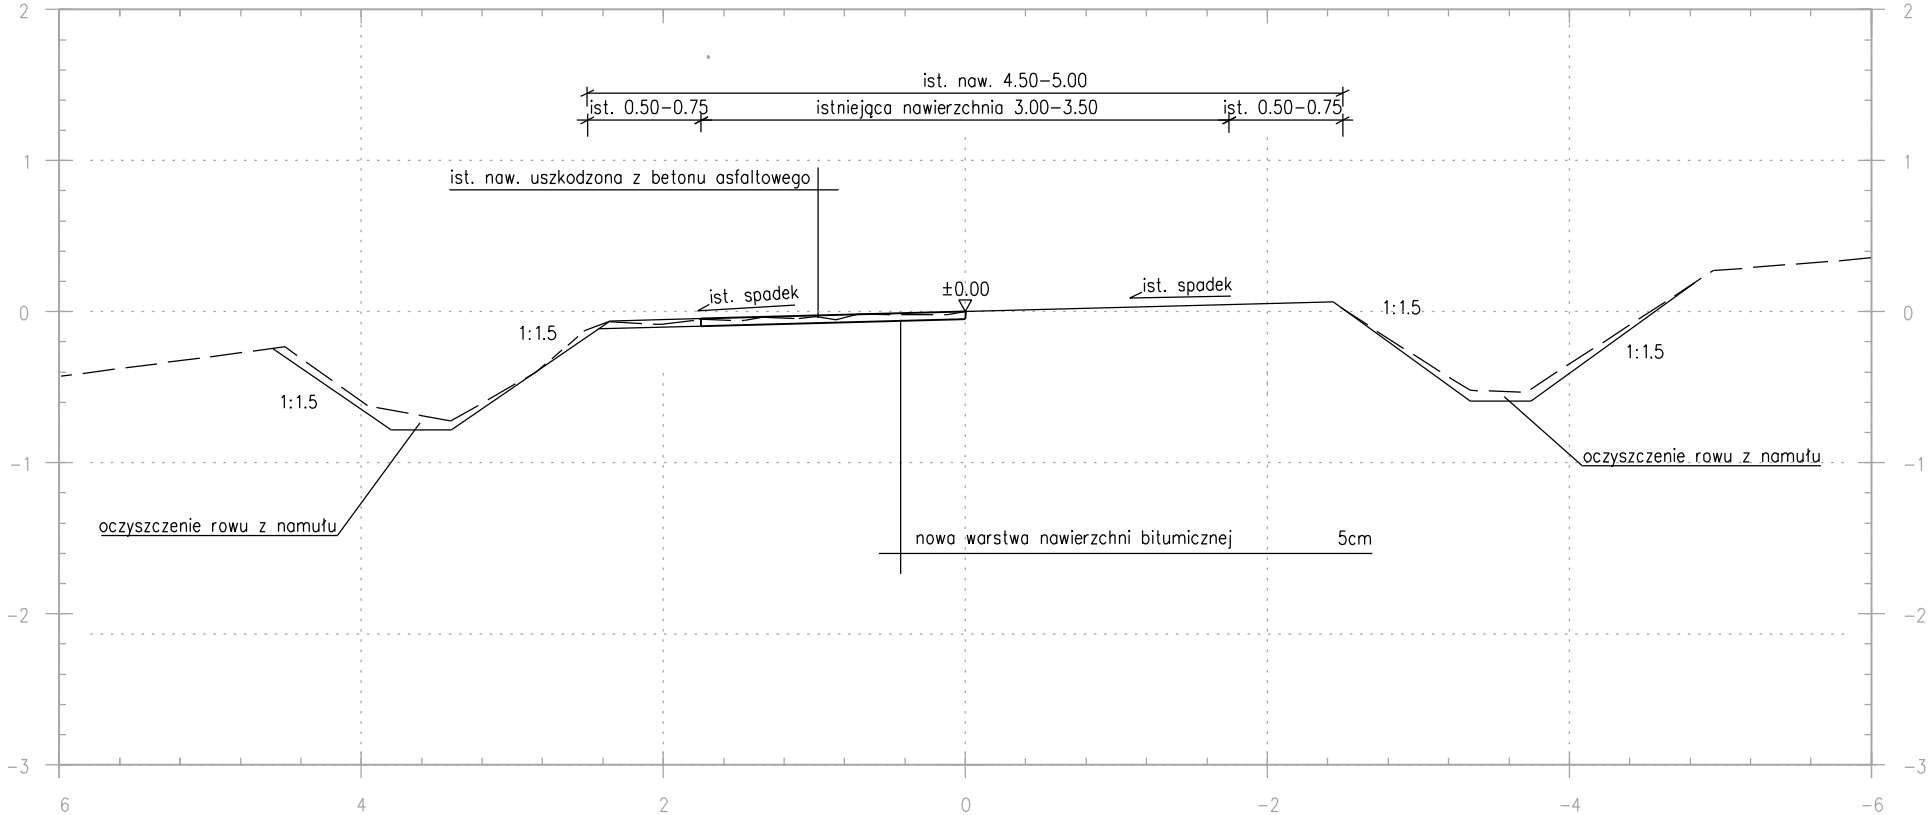 2
2
ist. naw. 4.50-5.00
ist. 0.50-0.75
istniejąca nawierzchnia 3.00-3.50
ist. 0.50-0.75
1
1
ist. naw. uszkodzona z betonu asfaltowego
ist. spadek
±0.00
ist. spadek
0
1:1.5
1:1.5
0
1:1.5
1:1.5
-1
oczyszczenie rowu z namułu
-1
oczyszczenie rowu z namułu
nowa warstwa nawierzchni bitumicznej 5cm
-2
-2
-3
-3
6 4 2 0 -2 -4 -6